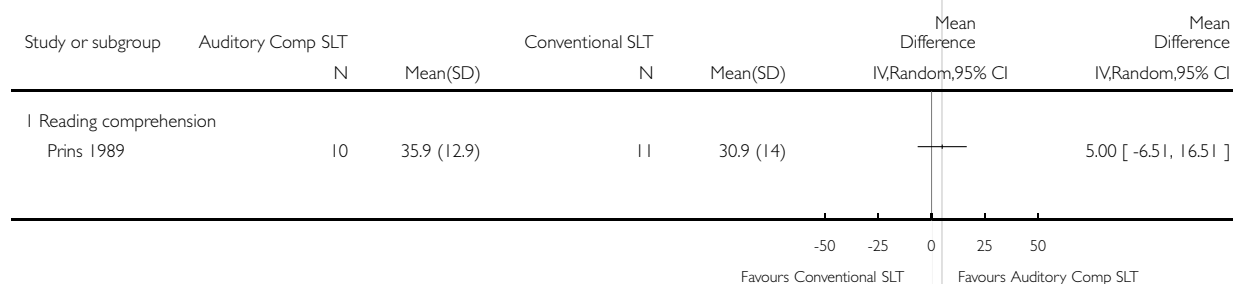 Study or subgroup Auditory Comp SLT Conventional SLT Mean Difference Mean Difference
N Mean(SD) N Mean(SD) IV,Random,95% CI IV,Random,95% CI
1 Reading comprehension
Prins 1989 10 35.9 (12.9) 11 30.9 (14) 5.00 [ -6.51, 16.51 ]
-50 -25 0 25 50
Favours Conventional SLT Favours Auditory Comp SLT